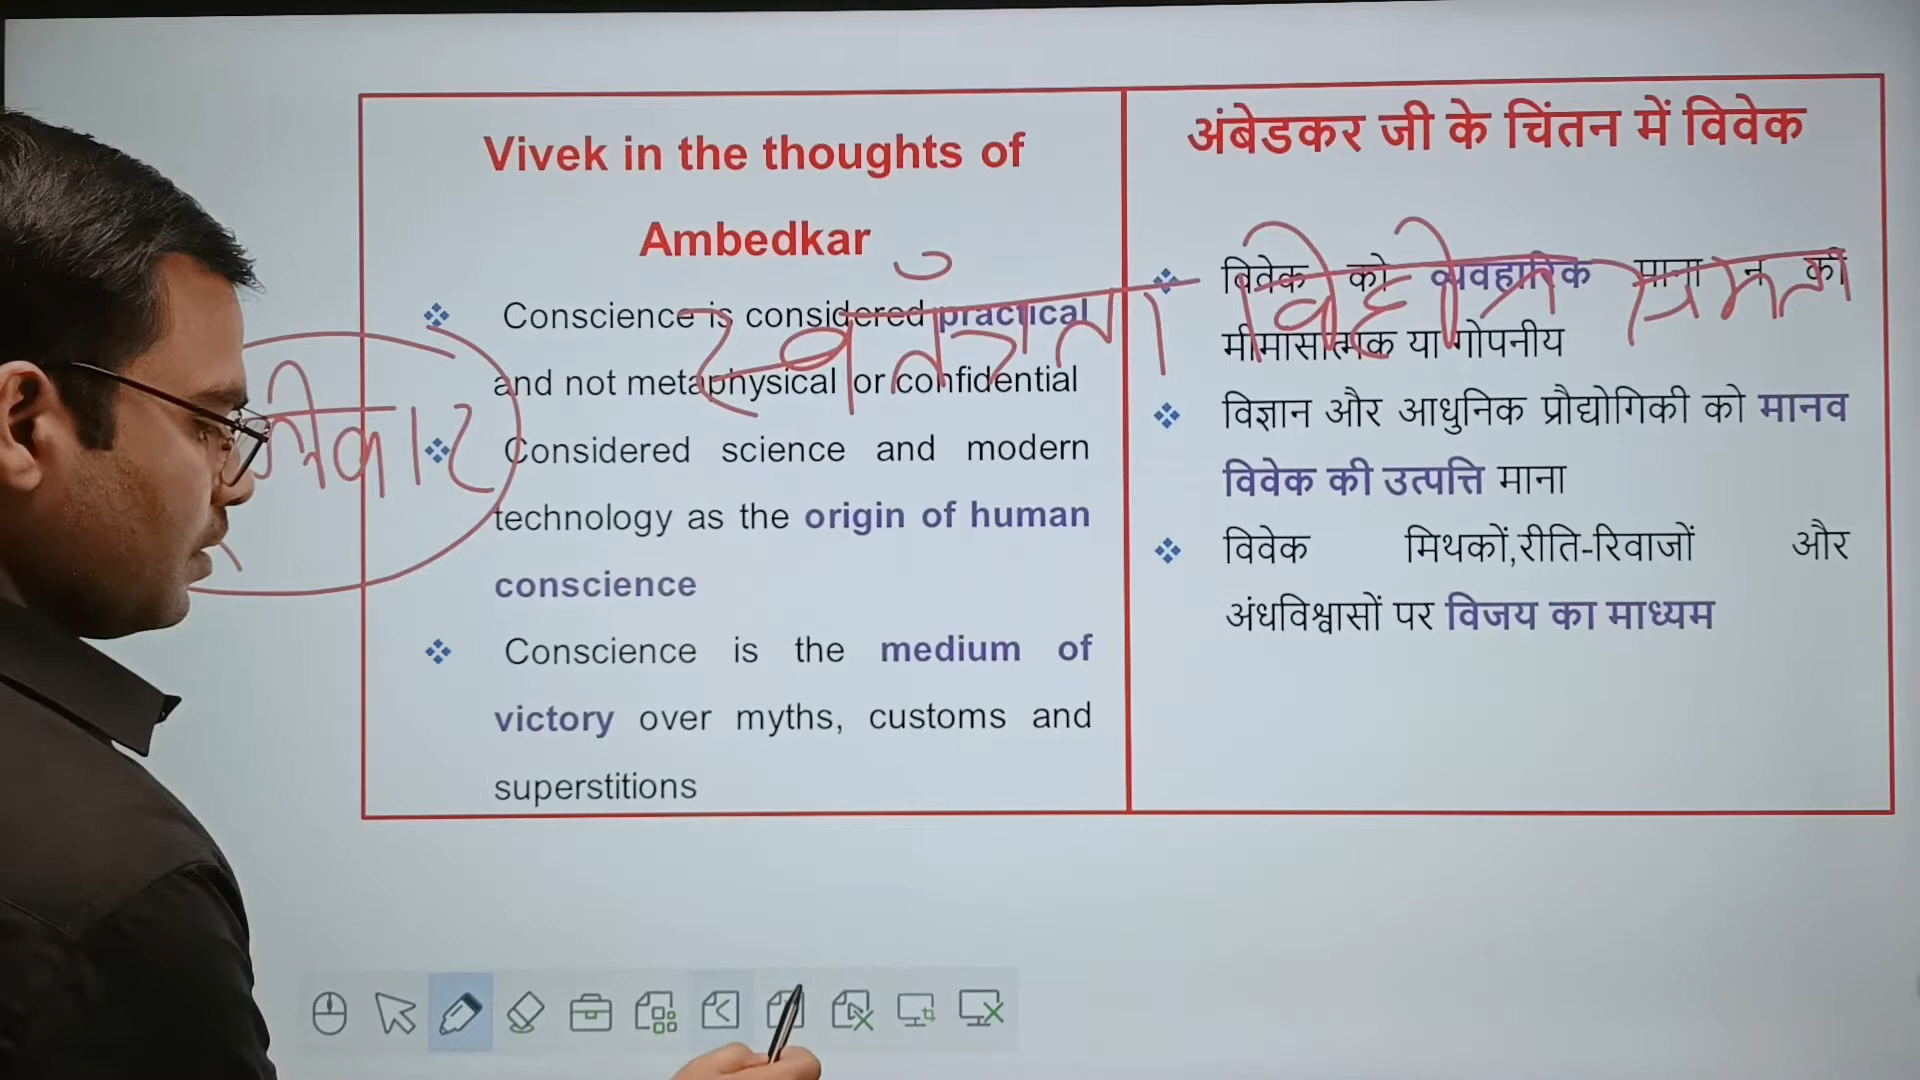 Vivek in the thoughts of
Ambedkar
Conscience is considered practical
and not metaphysical or confidential
Considered science and modern
technology as the origin of human
conscience
Conscience is the medium of
victory over myths, customs and
superstitions
अंबेडकर जी के चिंतन में विवेक
विवेक को व्यवहारिक माना न की
मीमांसात्मक या गोपनीय
विज्ञान और आधुनिक प्रौद्योगिकी को मानव
विवेक की उत्पत्ति माना
विवेक मिथकों,रीति-रिवाजों और
अंधविश्वासों पर विजय का माध्यम
स्वतंत्रता